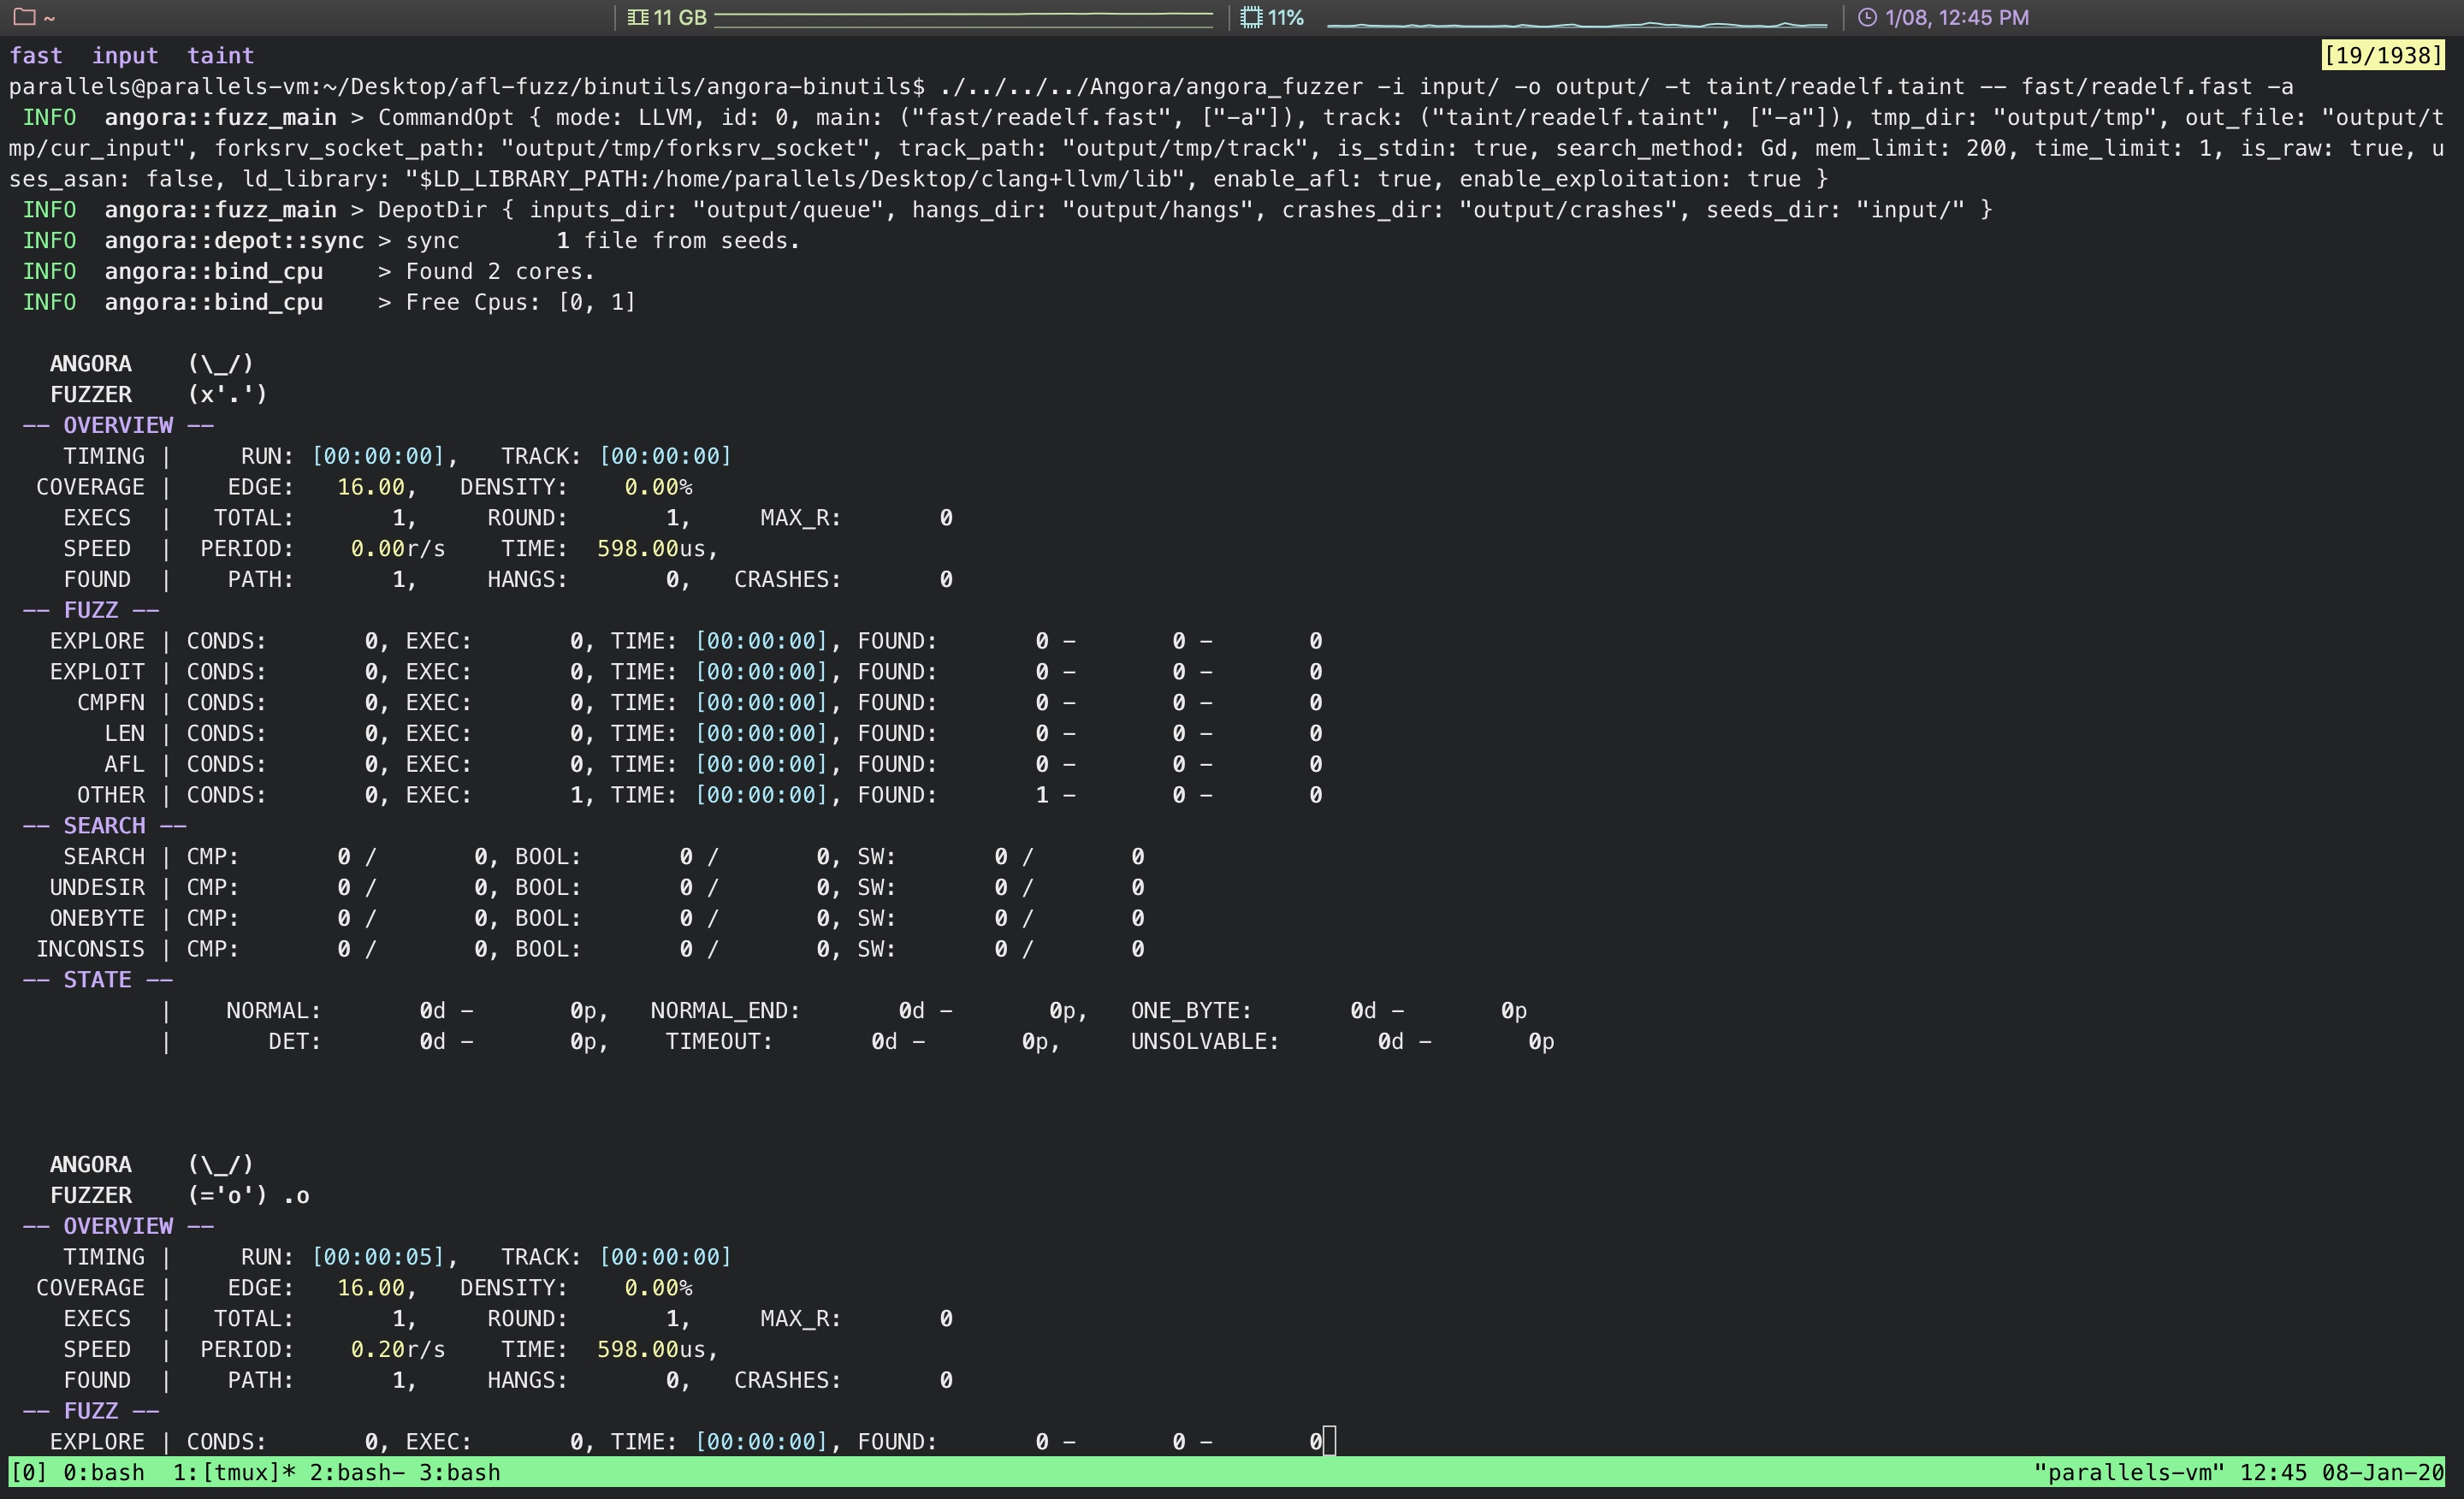 ~ 11 GB 11% 1/08, 12:45 PM
fast input taint [19/1938]
parallels@parallels-vm:~/Desktop/afl-fuzz/binutils/angora-binutils$ ./../../../Angora/angora_fuzzer -i input/ -o output/ -t taint/readelf.taint -- fast/readelf.fast -a
INFO angora::fuzz_main > CommandOpt { mode: LLVM, id: 0, main: ("fast/readelf.fast", ["-a"]), track: ("taint/readelf.taint", ["-a"]), tmp_dir: "output/tmp", out_file: "output/t
mp/cur_input", forksrv_socket_path: "output/tmp/forksrv_socket", track_path: "output/tmp/track", is_stdin: true, search_method: Gd, mem_limit: 200, time_limit: 1, is_raw: true, u
ses_asan: false, ld_library: "$LD_LIBRARY_PATH:/home/parallels/Desktop/clang+llvm/lib", enable_afl: true, enable_exploitation: true }
INFO angora::fuzz_main > DepotDir { inputs_dir: "output/queue", hangs_dir: "output/hangs", crashes_dir: "output/crashes", seeds_dir: "input/" }
INFO angora::depot::sync > sync 1 file from seeds.
INFO angora::bind_cpu > Found 2 cores.
INFO angora::bind_cpu > Free Cpus: [0, 1]
ANGORA (\_/)
FUZZER (x'.')
-- OVERVIEW --
TIMING | RUN: [00:00:00], TRACK: [00:00:00]
COVERAGE | EDGE: 16.00, DENSITY: 0.00%
EXECS | TOTAL: 1, ROUND: 1, MAX_R: 0
SPEED | PERIOD: 0.00r/s TIME: 598.00us,
FOUND | PATH: 1, HANGS: 0, CRASHES: 0
-- FUZZ --
EXPLORE | CONDS: 0, EXEC: 0, TIME: [00:00:00], FOUND: 0 - 0 - 0
EXPLOIT | CONDS: 0, EXEC: 0, TIME: [00:00:00], FOUND: 0 - 0 - 0
CMPFN | CONDS: 0, EXEC: 0, TIME: [00:00:00], FOUND: 0 - 0 - 0
LEN | CONDS: 0, EXEC: 0, TIME: [00:00:00], FOUND: 0 - 0 - 0
AFL | CONDS: 0, EXEC: 0, TIME: [00:00:00], FOUND: 0 - 0 - 0
OTHER | CONDS: 0, EXEC: 1, TIME: [00:00:00], FOUND: 1 - 0 - 0
-- SEARCH --
SEARCH | CMP: 0 / 0, BOOL: 0 / 0, SW: 0 / 0
UNDESIR | CMP: 0 / 0, BOOL: 0 / 0, SW: 0 / 0
ONEBYTE | CMP: 0 / 0, BOOL: 0 / 0, SW: 0 / 0
INCONSIS | CMP: 0 / 0, BOOL: 0 / 0, SW: 0 / 0
-- STATE --
| NORMAL: 0d - 0p, NORMAL_END: 0d - 0p, ONE_BYTE: 0d - 0p
| DET: 0d - 0p, TIMEOUT: 0d - 0p, UNSOLVABLE: 0d - 0p
ANGORA (\_/)
FUZZER (='o') .o
-- OVERVIEW --
TIMING | RUN: [00:00:05], TRACK: [00:00:00]
COVERAGE | EDGE: 16.00, DENSITY: 0.00%
EXECS | TOTAL: 1, ROUND: 1, MAX_R: 0
SPEED | PERIOD: 0.20r/s TIME: 598.00us,
FOUND | PATH: 1, HANGS: 0, CRASHES: 0
-- FUZZ --
EXPLORE | CONDS: 0, EXEC: 0, TIME: [00:00:00], FOUND: 0 - 0 - 0
[0] 0:bash 1:[tmux]* 2:bash- 3:bash "parallels-vm" 12:45 08-Jan-20